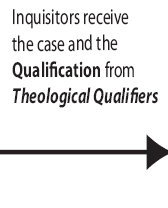 Inquisitors receive
the case and the
Qualification from
Theological Qualifiers